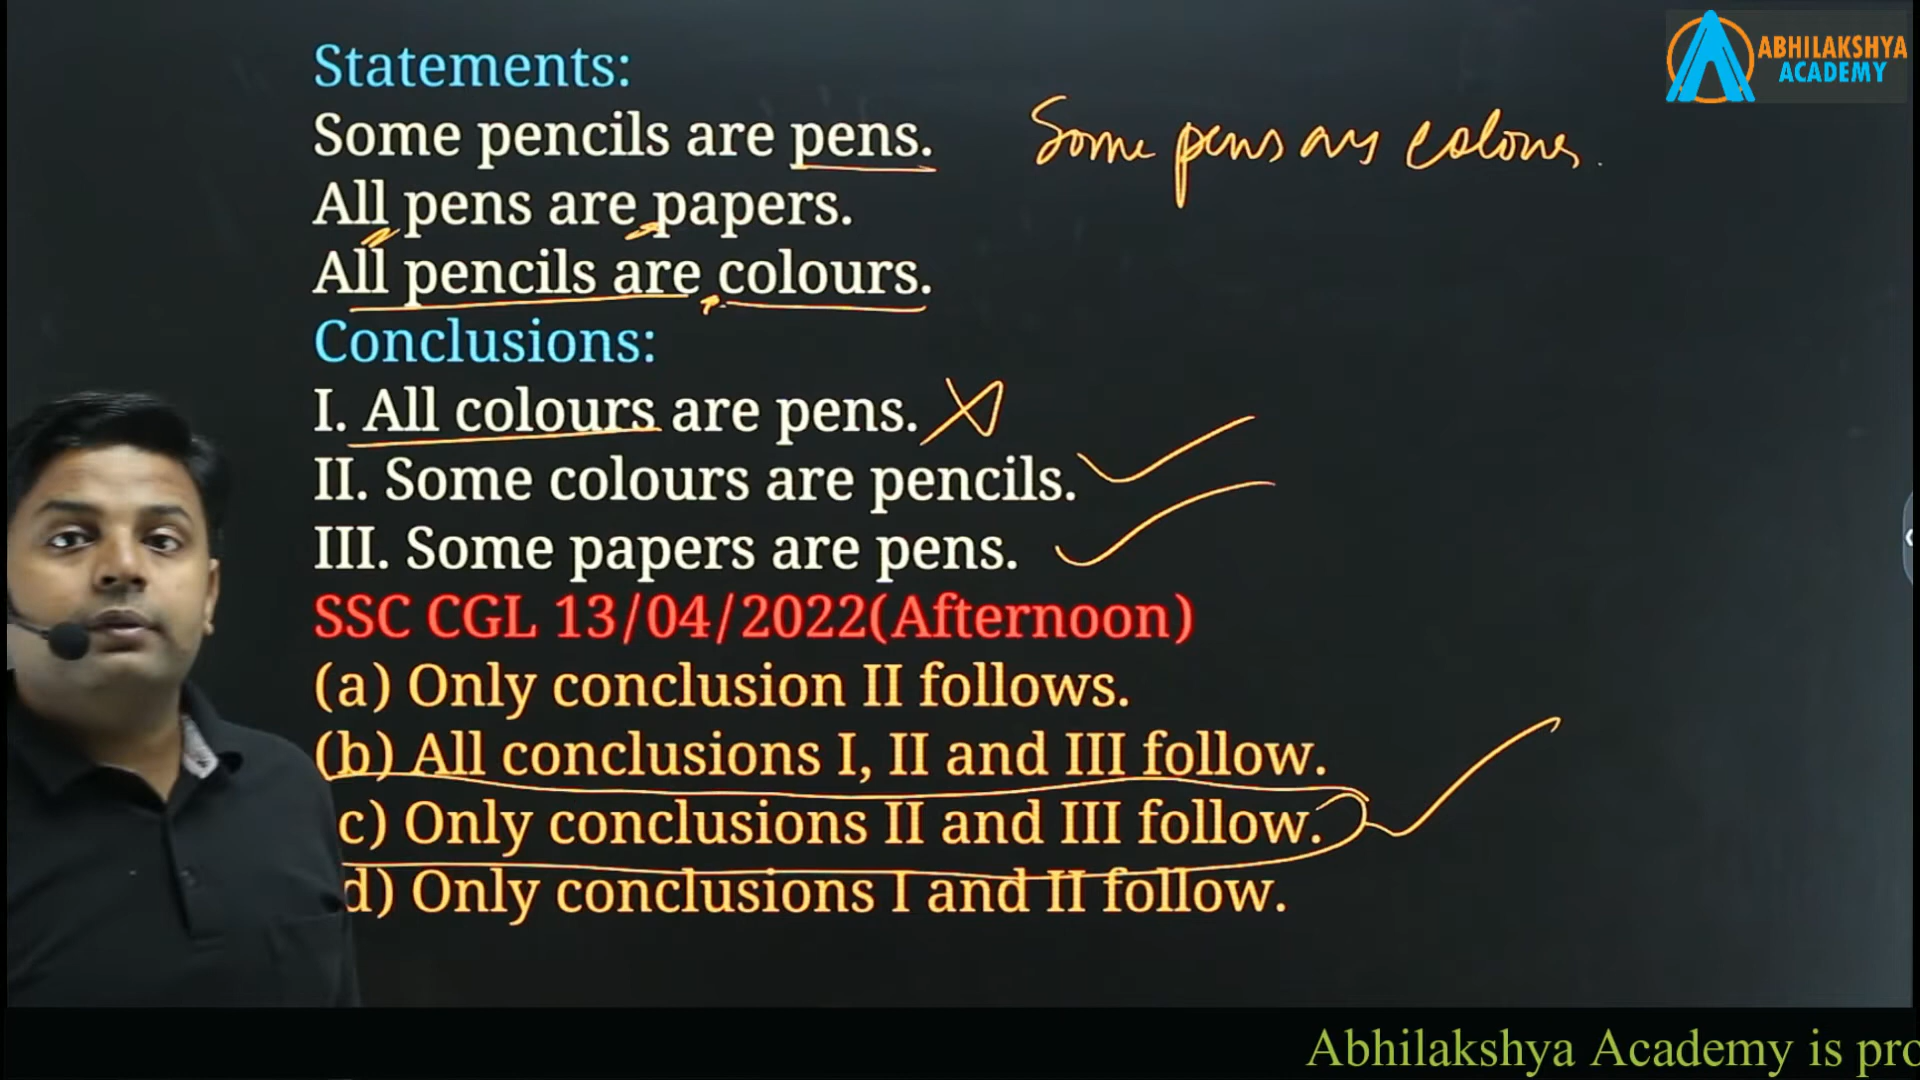 ABHILAKSHYA
ACADEMY
Statements:
Some pencils are pens.
Some pens are colours.
All pens are papers.
All pencils are colours.
Conclusions:
I. All colours are pens.
II. Some colours are pencils.
III. Some papers are pens.
SSC CGL 13/04/2022(Afternoon)
(a) Only conclusion II follows.
(b) All conclusions I, II and III follow.
c) Only conclusions II and III follow.
d) Only conclusions I and II follow.
Abhilakshya Academy is pro